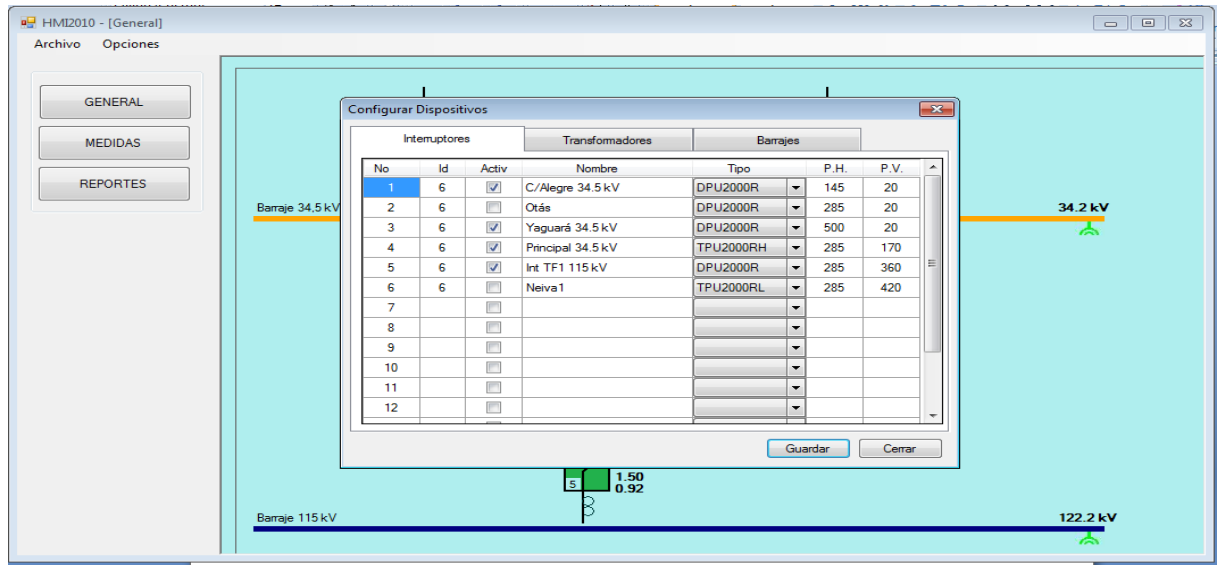 HMI2010 - [General]
Archivo Opciones
GENERAL
MEDIDAS
REPORTES
Configurar Dispositivos
Interruptores Transformadores Barrajes
No Id Activ Nombre Tipo P.H. P.V.
1 6 C/Alegre 34.5 kV DPU2000R 145 20
2 6 Otás DPU2000R 285 20
3 6 Yaguará 34.5 kV DPU2000R 500 20
4 6 Principal 34.5 kV TPU2000RH 285 170
5 6 Int TF1 115 kV DPU2000R 285 360
6 6 Neiva1 TPU2000RL 285 420
7
8
9
10
11
12
Guardar Cerrar
Barraje 34,5 kV 34.2 kV
5 1.50
0.92
Barraje 115 kV 122.2 kV